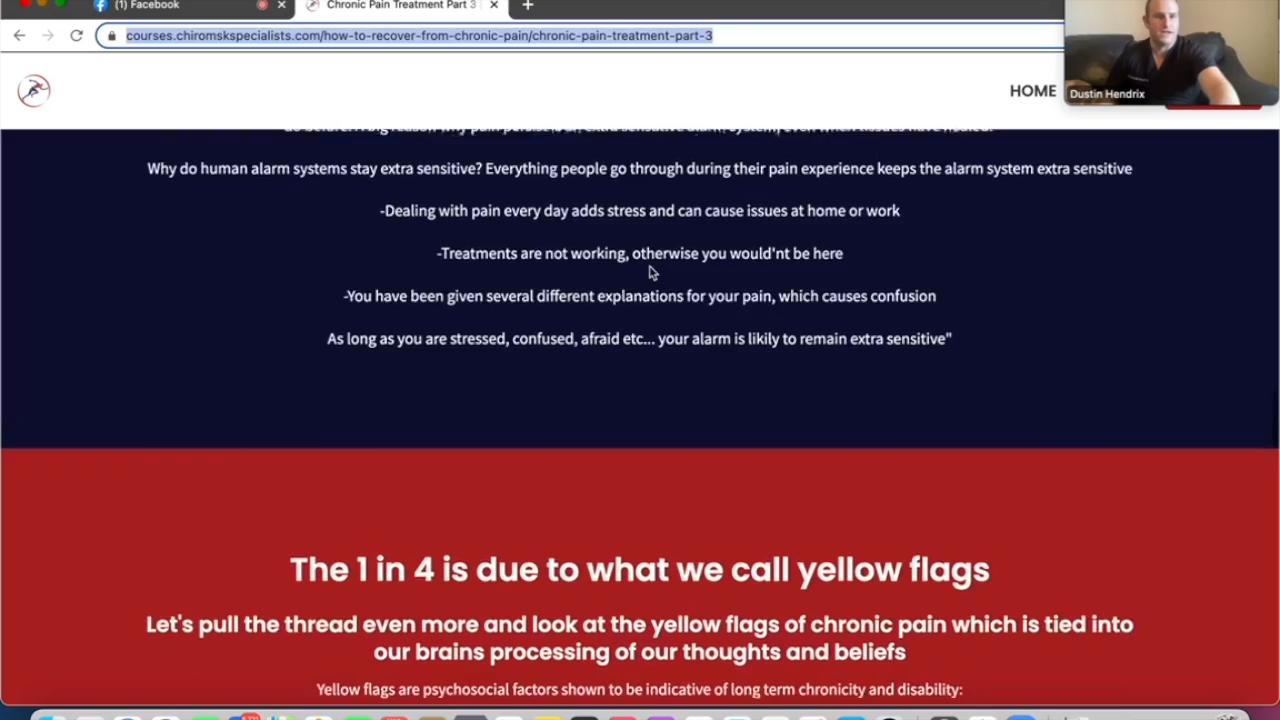 (1) Facebook
Chronic Pain Treatment Part 3
courses.chiromskspecialists.com/how-to-recover-from-chronic-pain/chronic-pain-treatment-part-3
HOME
Dustin Hendrix
Why do human alarm systems stay extra sensitive? Everything people go through during their pain experience keeps the alarm system extra sensitive
-Dealing with pain every day adds stress and can cause issues at home or work
-Treatments are not working, otherwise you would'nt be here
-You have been given several different explanations for your pain, which causes confusion
As long as you are stressed, confused, afraid etc... your alarm is likily to remain extra sensitive"
The 1 in 4 is due to what we call yellow flags
Let's pull the thread even more and look at the yellow flags of chronic pain which is tied into
our brains processing of our thoughts and beliefs
Yellow flags are psychosocial factors shown to be indicative of long term chronicity and disability: